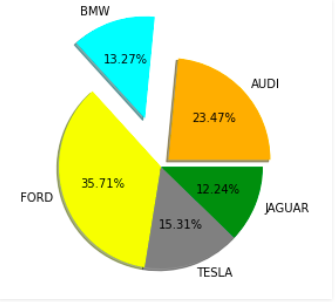 BMW
13.27%
AUDI
23.47%
35.71%
12.24%
FORD
JAGUAR
15.31%
TESLA